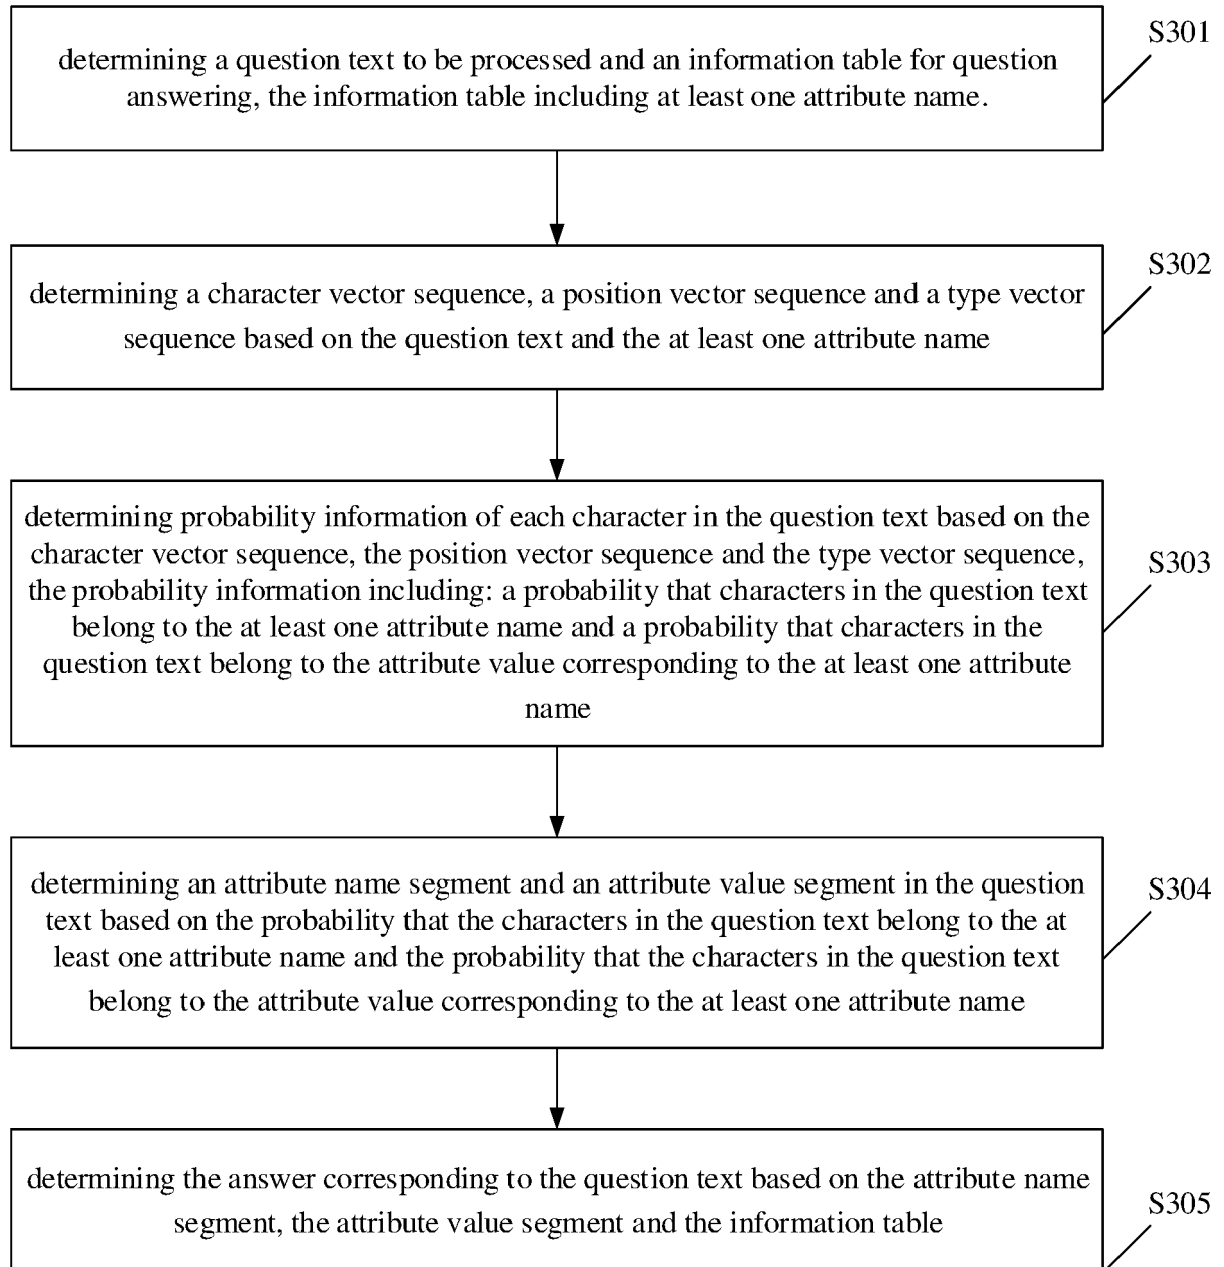 determining a question text to be processed and an information table for question
answering, the information table including at least one attribute name.
S301
determining a character vector sequence, a position vector sequence and a type vector
sequence based on the question text and the at least one attribute name
S302
determining probability information of each character in the question text based on the
character vector sequence, the position vector sequence and the type vector sequence,
the probability information including: a probability that characters in the question text
belong to the at least one attribute name and a probability that characters in the
question text belong to the attribute value corresponding to the at least one attribute
name
S303
determining an attribute name segment and an attribute value segment in the question
text based on the probability that the characters in the question text belong to the at
least one attribute name and the probability that the characters in the question text
belong to the attribute value corresponding to the at least one attribute name
S304
determining the answer corresponding to the question text based on the attribute name
segment, the attribute value segment and the information table
S305